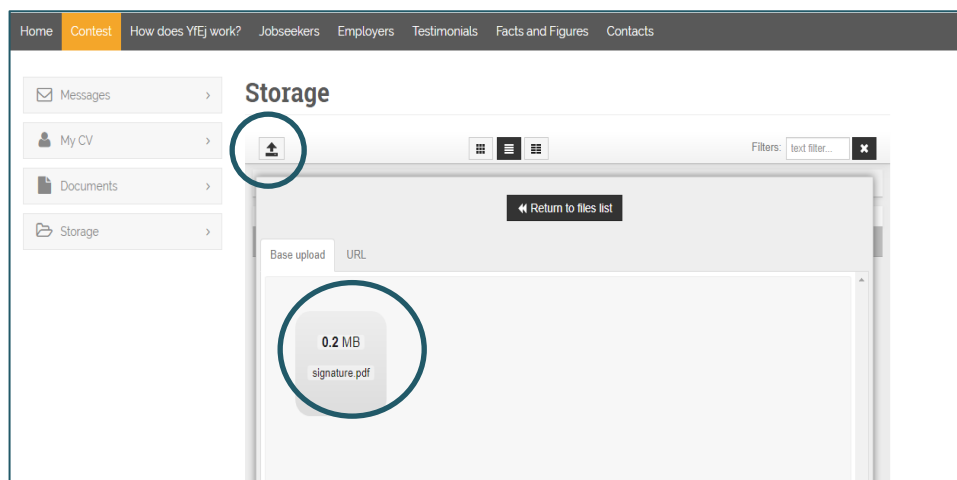 Home Contest How does YfEj work? Jobseekers Employers Testimonials Facts and Figures Contacts
Messages
My CV
Documents
Storage
Storage
Filters: text filter...
Return to files list
Base upload URL
0.2 MB
signature.pdf